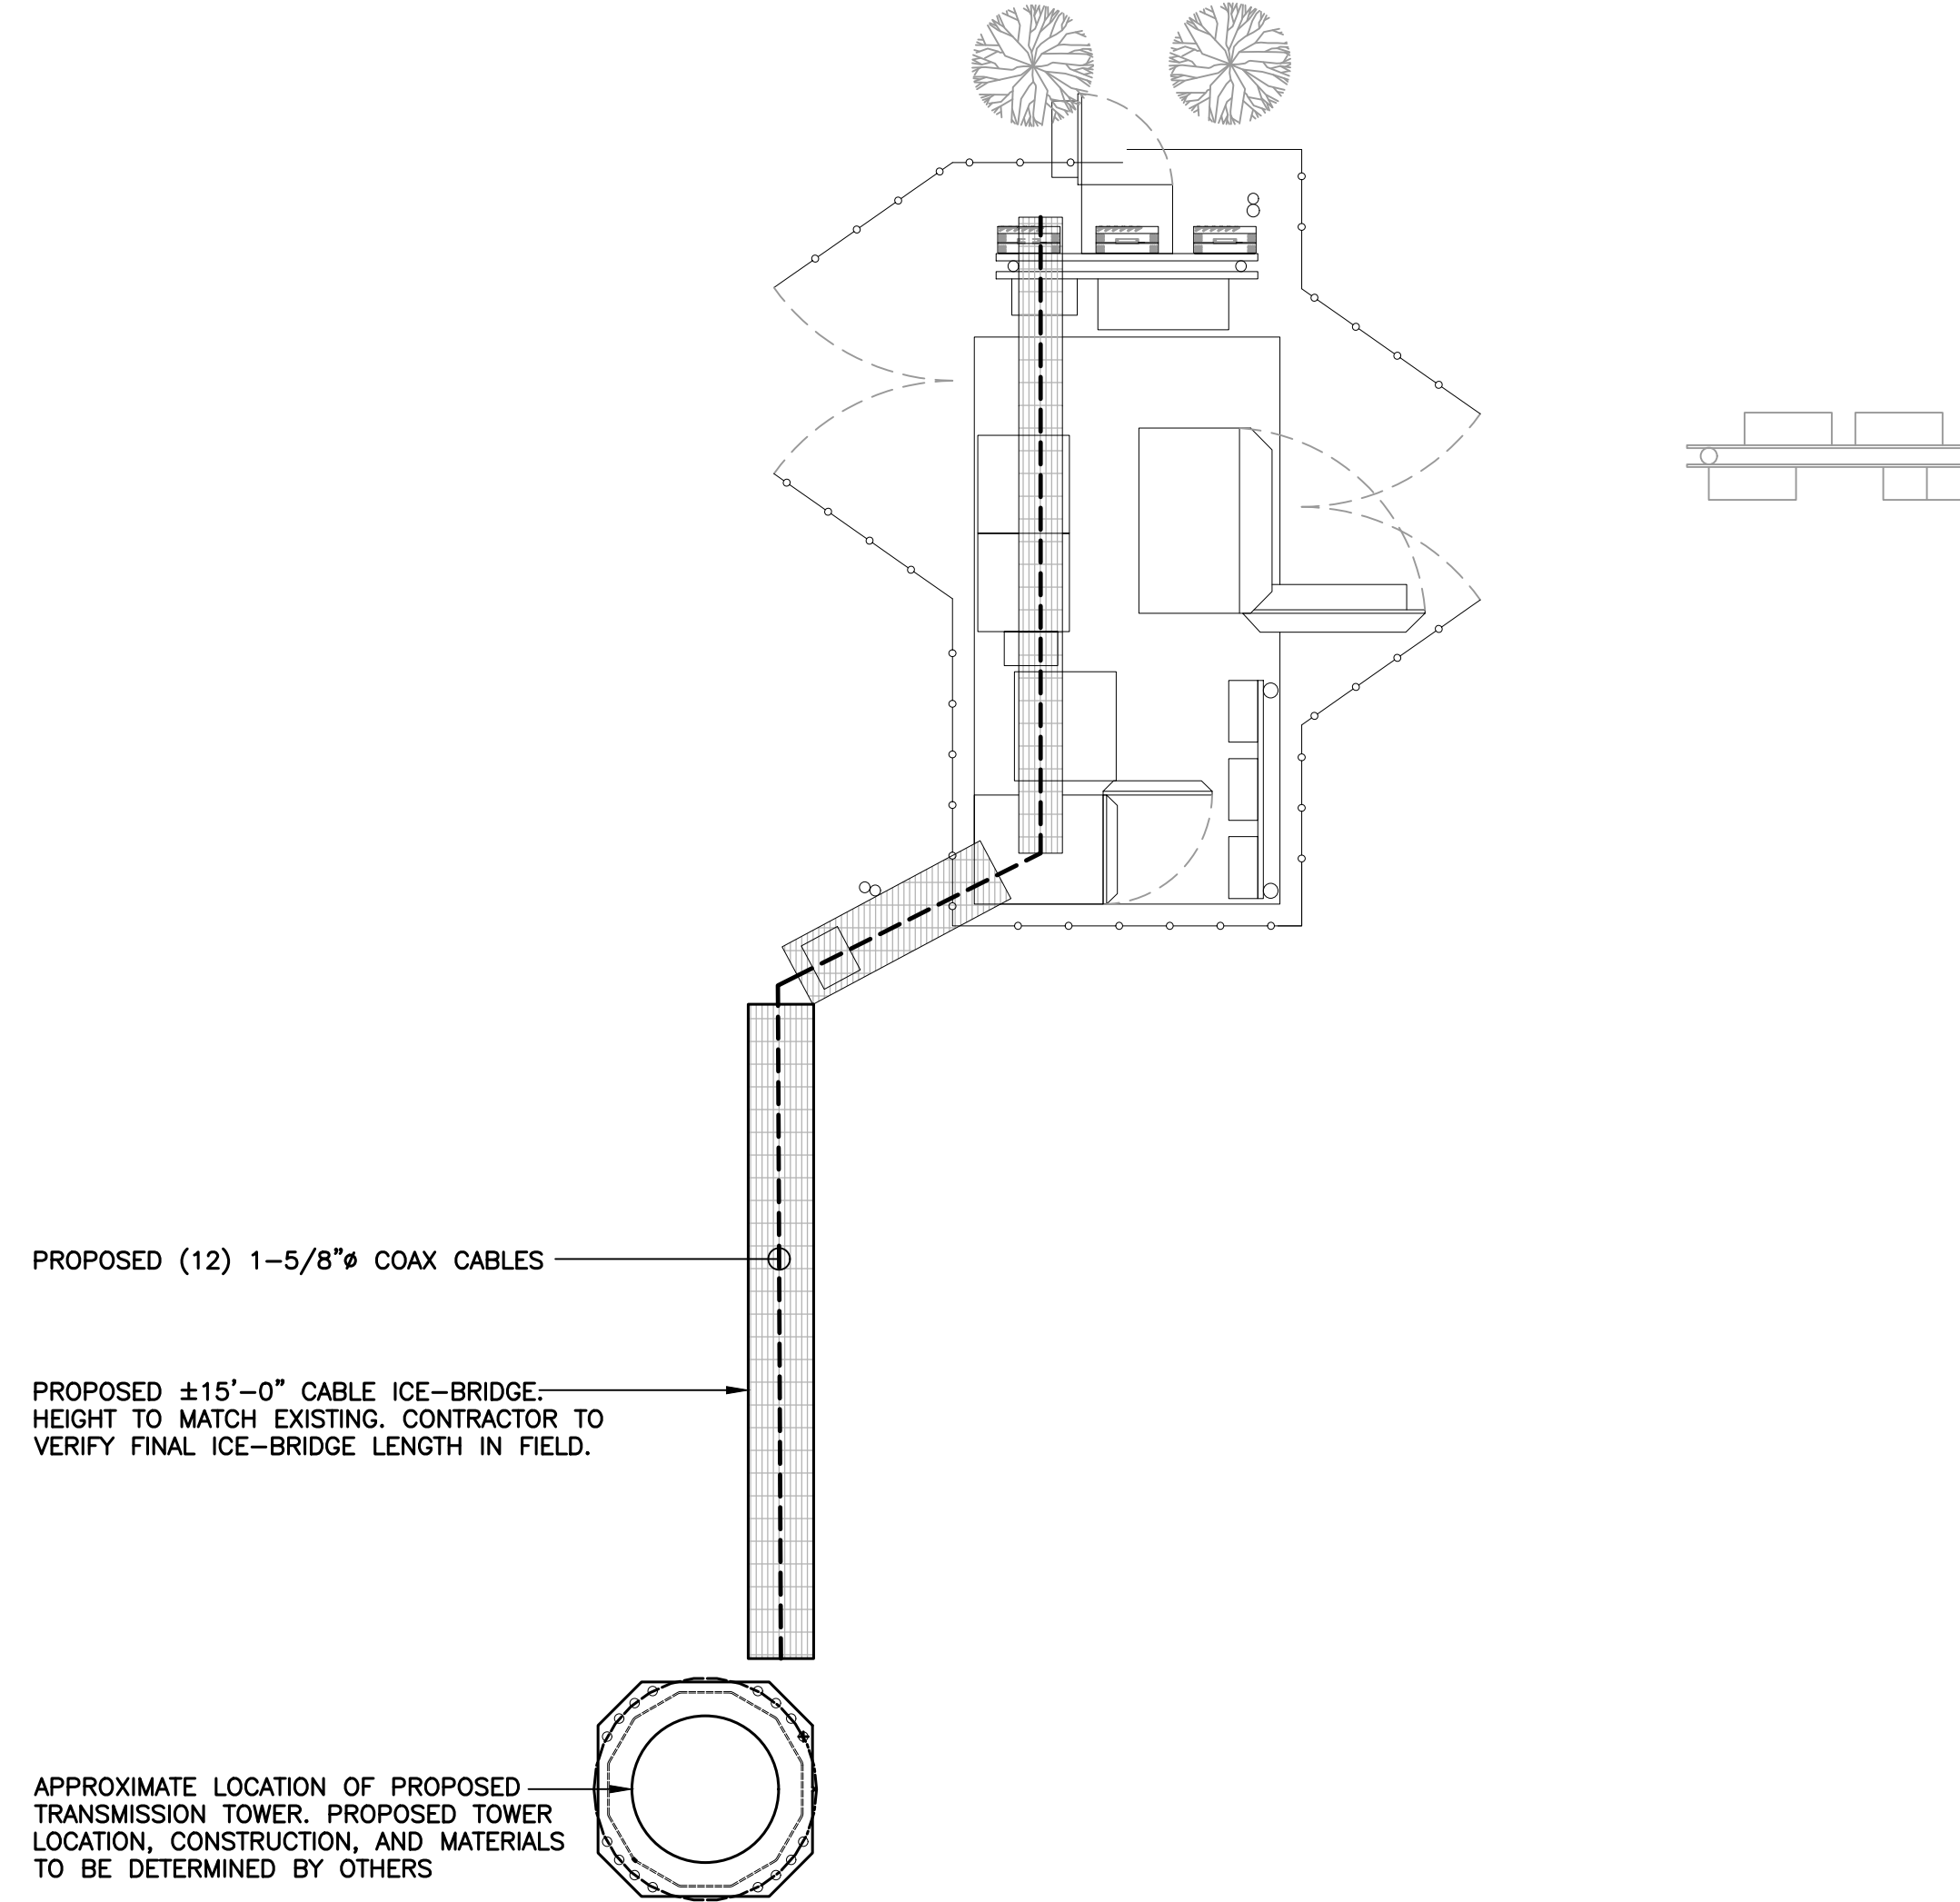 PROPOSED (12) 1-5/8"ø COAX CABLES
PROPOSED ±15'-0" CABLE ICE-BRIDGE.
HEIGHT TO MATCH EXISTING. CONTRACTOR TO
VERIFY FINAL ICE-BRIDGE LENGTH IN FIELD.
APPROXIMATE LOCATION OF PROPOSED
TRANSMISSION TOWER. PROPOSED TOWER
LOCATION, CONSTRUCTION, AND MATERIALS
TO BE DETERMINED BY OTHERS